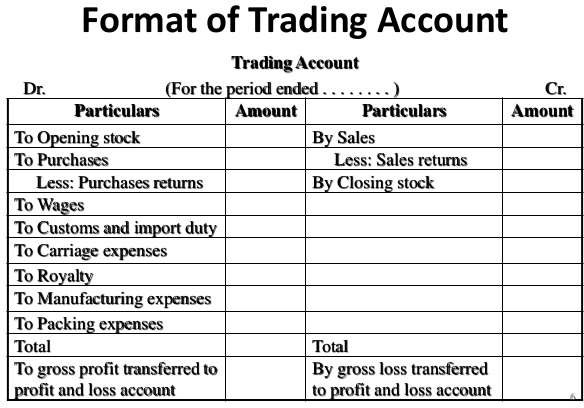 Format of Trading Account
Trading Account
Dr. (For the period ended . . . . . . . . ) Cr.
Particulars Amount Particulars Amount
To Opening stock By Sales
To Purchases Less: Sales returns
Less: Purchases returns By Closing stock
To Wages
To Customs and import duty
To Carriage expenses
To Royalty
To Manufacturing expenses
To Packing expenses
Total Total
To gross profit transferred to By gross loss transferred
profit and loss account to profit and loss account
6